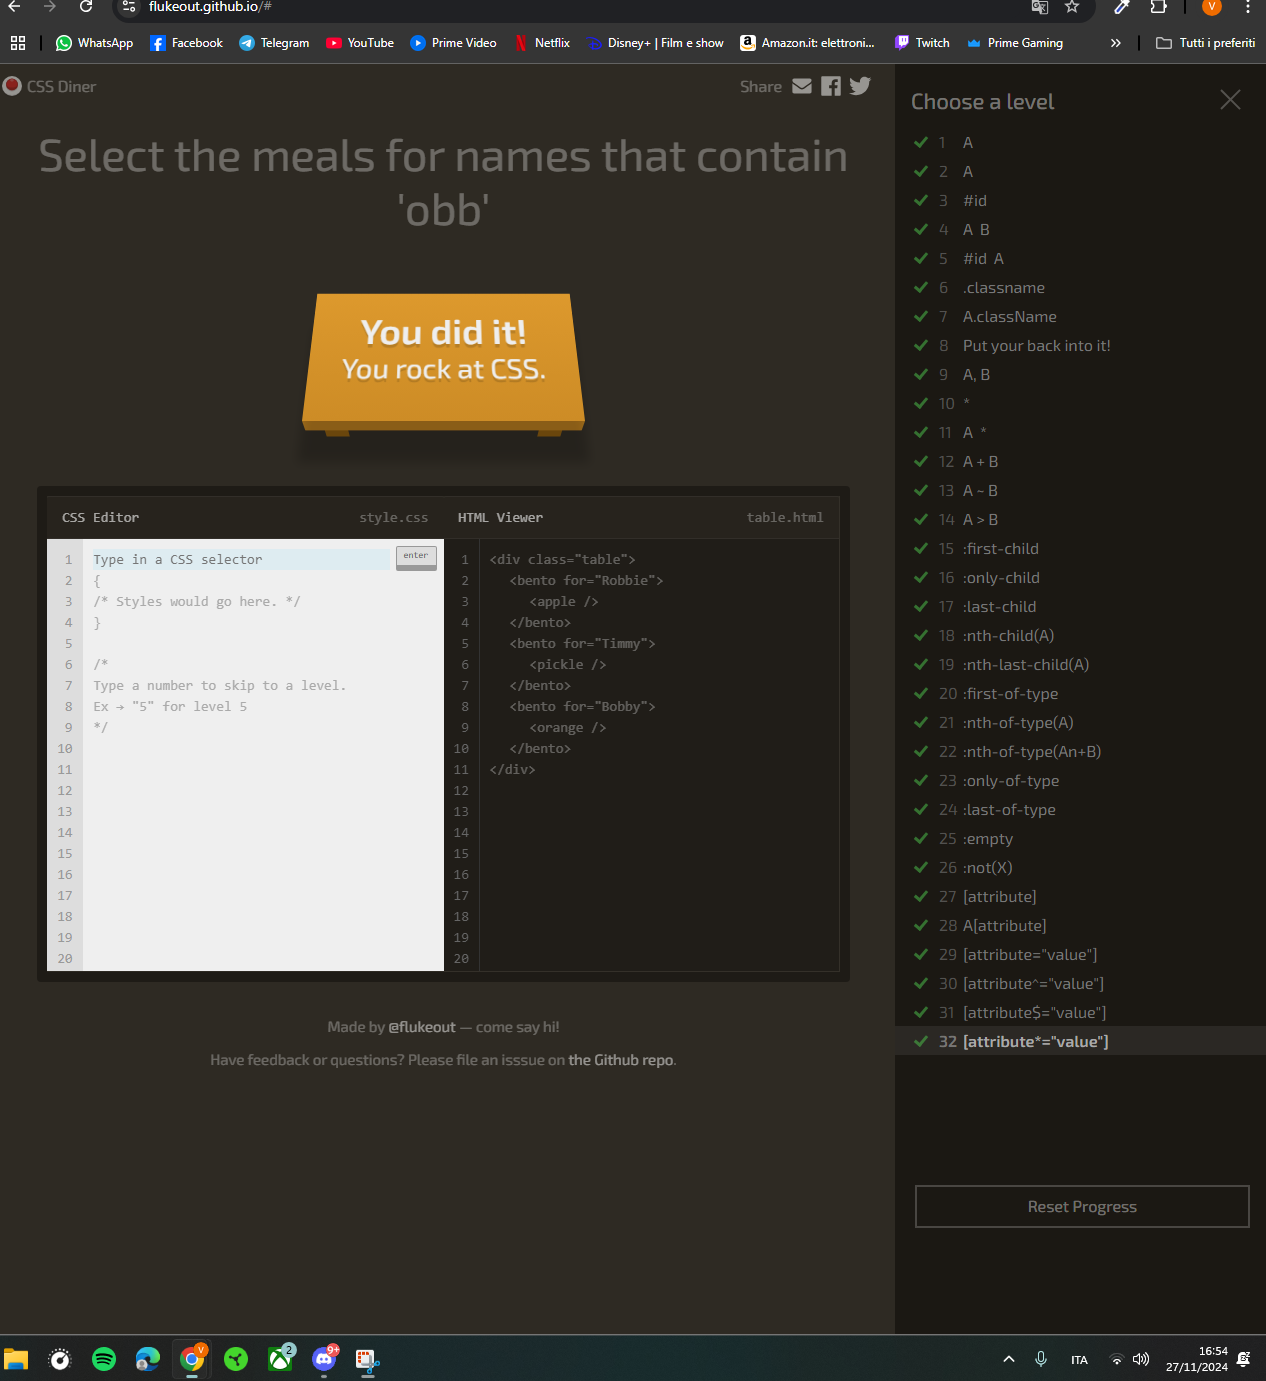 flukeout.github.io/#
V
WhatsApp
Facebook
Telegram
YouTube
Prime Video
Netflix
Disney+ | Film e show
Amazon.it: elettroni...
Twitch
Prime Gaming
»
Tutti i preferiti
CSS Diner
Share
Select the meals for names that contain
'obb'
You did it!
You rock at CSS.
CSS Editor
style.css
HTML Viewer
table.html
1 Type in a CSS selector
enter
2 {
3 /* Styles would go here. */
4 }
5
6 /*
7 Type a number to skip to a level.
8 Ex → "5" for level 5
9 */
10
11
12
13
14
15
16
17
18
19
20
1 <div class="table">
2 <bento for="Robbie">
3 <apple />
4 </bento>
5 <bento for="Timmy">
6 <pickle />
7 </bento>
8 <bento for="Bobby">
9 <orange />
10 </bento>
11 </div>
12
13
14
15
16
17
18
19
20
Made by @flukeout — come say hi!
Have feedback or questions? Please file an isssue on the Github repo.
Choose a level
1 A
2 A
3 #id
4 A B
5 #id A
6 .classname
7 A.className
8 Put your back into it!
9 A, B
10 *
11 A *
12 A + B
13 A ~ B
14 A > B
15 :first-child
16 :only-child
17 :last-child
18 :nth-child(A)
19 :nth-last-child(A)
20 :first-of-type
21 :nth-of-type(A)
22 :nth-of-type(An+B)
23 :only-of-type
24 :last-of-type
25 :empty
26 :not(X)
27 [attribute]
28 A[attribute]
29 [attribute="value"]
30 [attribute^="value"]
31 [attribute$="value"]
32 [attribute*="value"]
Reset Progress
V
2
9+
ITA
16:54
27/11/2024